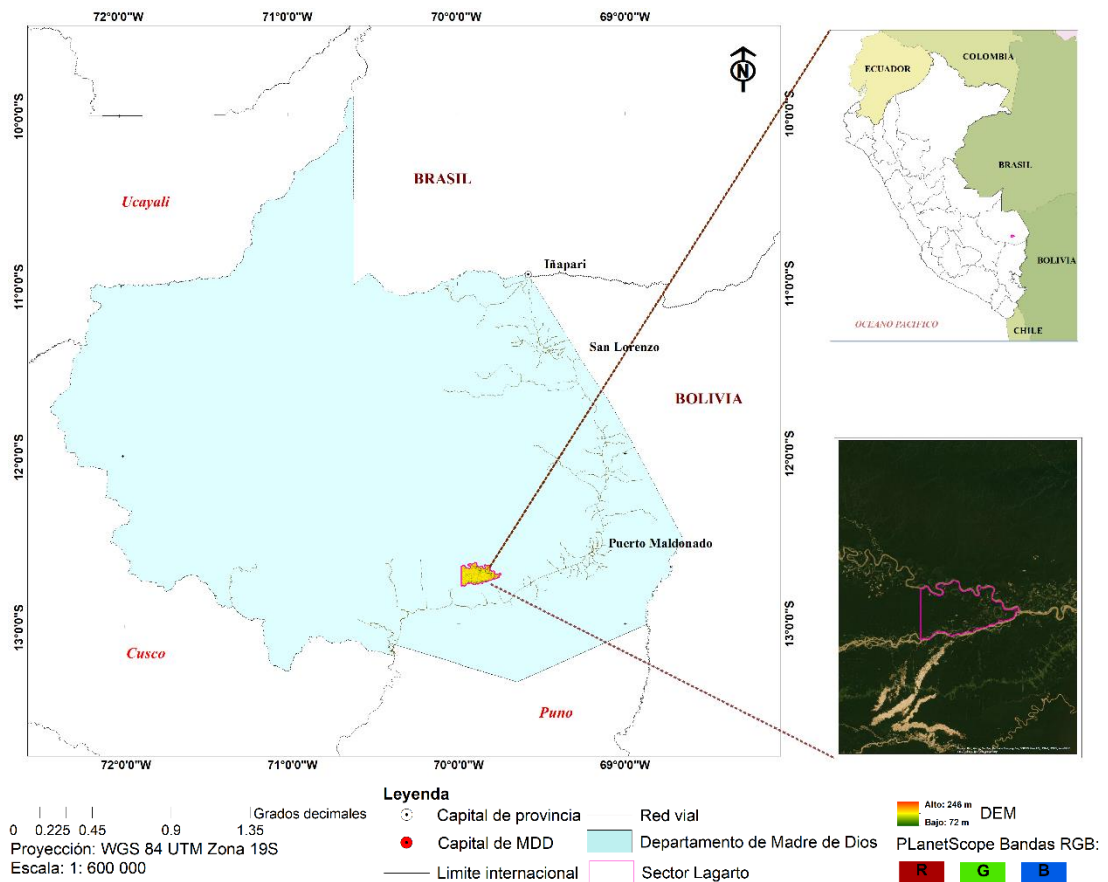 72°0'0"W
71°0'0"W
70°0'0"W
69°0'0"W
10°0'0"S
11°0'0"S
12°0'0"S
13°0'0"S
N
BRASIL
Ucayali
Iñapari
San Lorenzo
BOLIVIA
Puerto Maldonado
Cusco
Puno
10°0'0"S
11°0'0"S
12°0'0"S
13°0'0"S
72°0'0"W
71°0'0"W
70°0'0"W
69°0'0"W
COLOMBIA
ECUADOR
BRASIL
BOLIVIA
OCEANO PACIFICO
CHILE
Grados decimales
0 0.225 0.45 0.9 1.35
Proyección: WGS 84 UTM Zona 19S
Escala: 1: 600 000
Leyenda
Capital de provincia
Capital de MDD
Limite internacional
Red vial
Departamento de Madre de Dios
Sector Lagarto
Alto: 246 m
Bajo: 72 m
DEM
PLanetScope Bandas RGB:
R G B